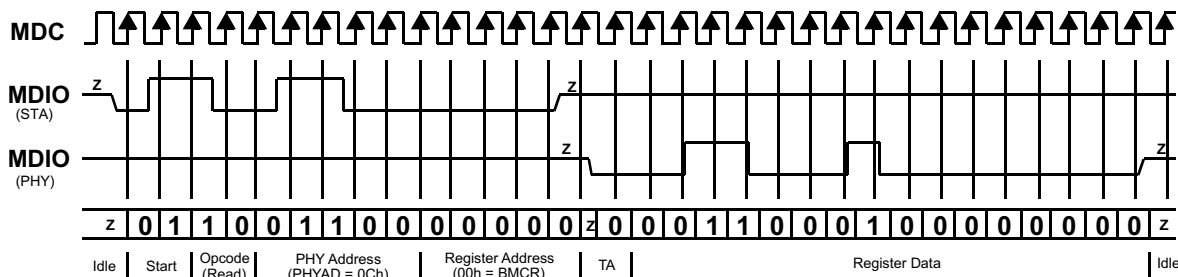 MDC
z
z
MDIO
(STA)
z
z
MDIO
(PHY)
z 0 1 1 0 0 1 1 0 0 0 0 0 0 0 z 0 0 0 1 1 0 0 0 1 0 0 0 0 0 0 0 0 z
Idle Start Opcode (Read) PHY Address (PHYAD = 0Ch) Register Address (00h = BMCR) TA Register Data Idle